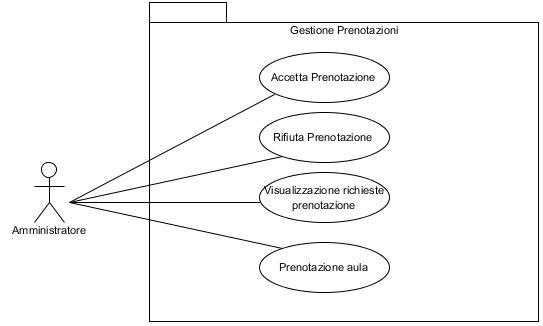 Gestione Prenotazioni
Accetta Prenotazione
Rifiuta Prenotazione
Visualizzazione richieste
prenotazione
Amministratore
Prenotazione aula